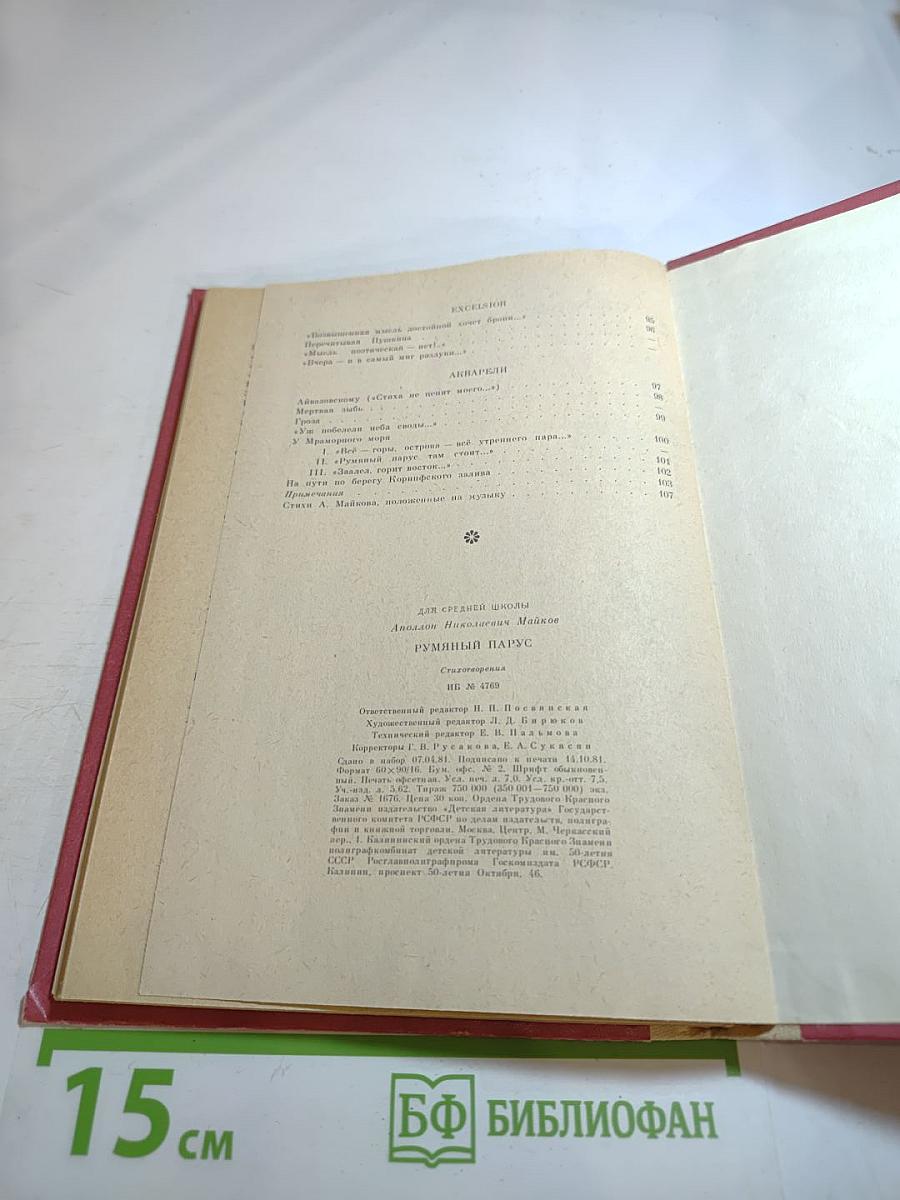 EXCELSIOR
«Возвышенная мысль достойной хочет брони...» 95
Перечитывая Пушкина 96
«Мысль поэтическая — нет!..» —
«Вчера — и в самый миг разлуки...» —
АКВАРЕЛИ
Айвазовскому («Стиха не ценят моего...») 97
Мертвая зыбь 98
Гроза —
«Уж побелели неба своды...» 99
У Мраморного моря
I. «Всё — горы, острова — всё утреннего пара...» 100
II. «Румяный парус там стоит...» —
III. «Заалел, горит восток...» 101
На пути по берегу Коринфского залива 102
Примечания 103
Стихи А. Майкова, положенные на музыку 107
ДЛЯ СРЕДНЕЙ ШКОЛЫ
Аполлон Николаевич Майков
РУМЯНЫЙ ПАРУС
Стихотворения
ИБ № 4769
Ответственный редактор Н. П. Посвянская
Художественный редактор Л. Д. Бирюков
Технический редактор Е. В. Пальмова
Корректоры Г. В. Русакова, Е. А. Сукясян
Сдано в набор 07.04.81. Подписано к печати 14.10.81.
Формат 60×90/16. Бум. офс. № 2. Шрифт обыкновен-
ный. Печать офсетная. Усл. печ. л. 7,0. Усл. кр.-отт. 7,5.
Уч.-изд. л. 5,62. Тираж 750 000 (350 001—750 000) экз.
Заказ № 1676. Цена 30 коп. Ордена Трудового Красного
Знамени издательство «Детская литература» Государст-
венного комитета РСФСР по делам издательств, полигра-
фии и книжной торговли. Москва, Центр, М. Черкасский
пер., 1. Калининский ордена Трудового Красного Знамени
полиграфкомбинат детской литературы им. 50-летия
СССР Росглавполиграфпрома Госкомиздата РСФСР.
Калинин, проспект 50-летия Октября, 46.
15 см
БФ БИБЛИОФАН